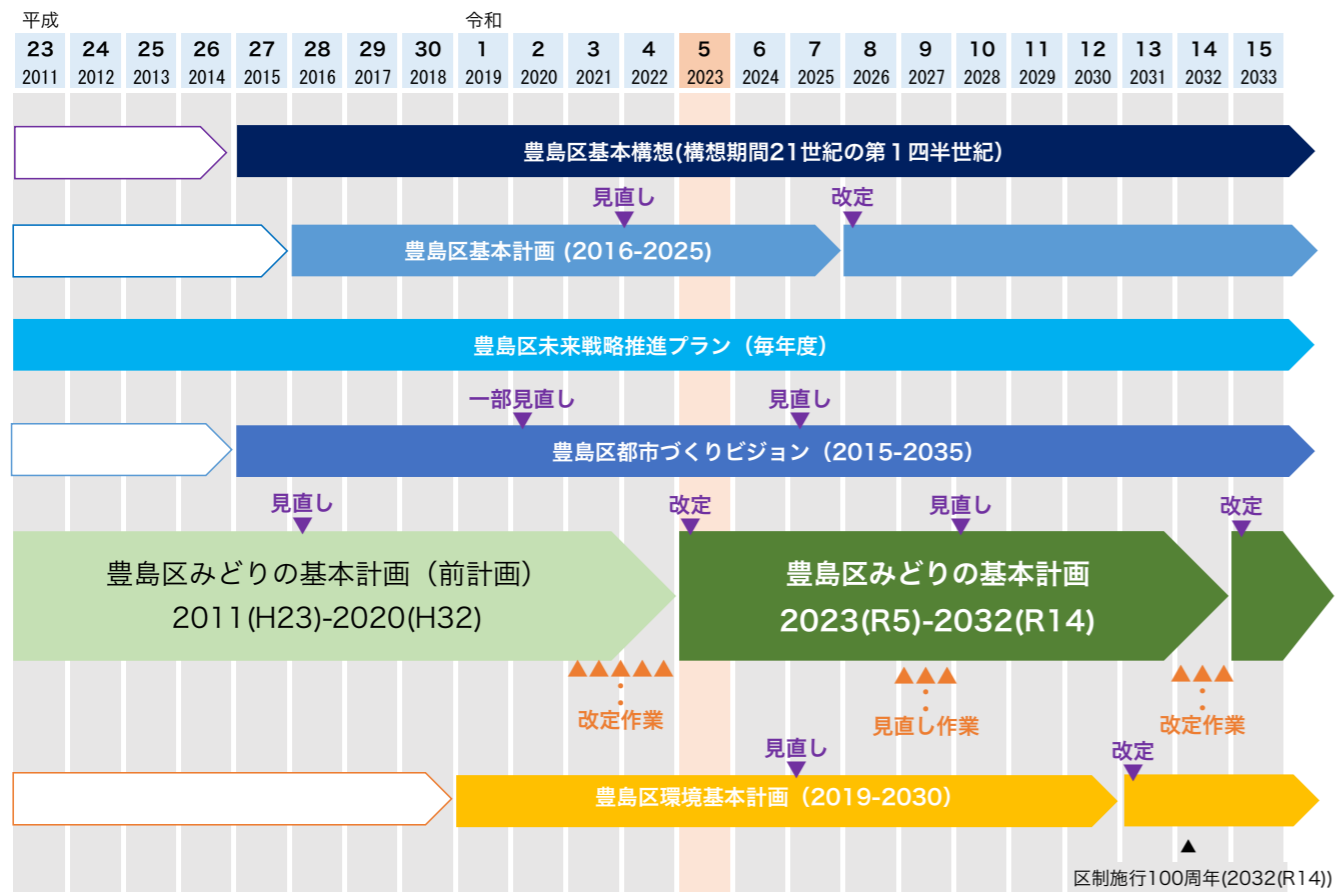 平成 令和
23 24 25 26 27 28 29 30 1 2 3 4 5 6 7 8 9 10 11 12 13 14 15
2011 2012 2013 2014 2015 2016 2017 2018 2019 2020 2021 2022 2023 2024 2025 2026 2027 2028 2029 2030 2031 2032 2033
豊島区基本構想(構想期間21世紀の第１四半世紀）
見直し 改定
豊島区基本計画 (2016-2025)
豊島区未来戦略推進プラン（毎年度）
一部見直し 見直し
豊島区都市づくりビジョン（2015-2035）
見直し 改定 見直し 改定
豊島区みどりの基本計画（前計画）
2011(H23)-2020(H32)
豊島区みどりの基本計画
2023(R5)-2032(R14)
改定作業 見直し作業 改定作業
見直し 改定
豊島区環境基本計画（2019-2030）
区制施行100周年(2032(R14))